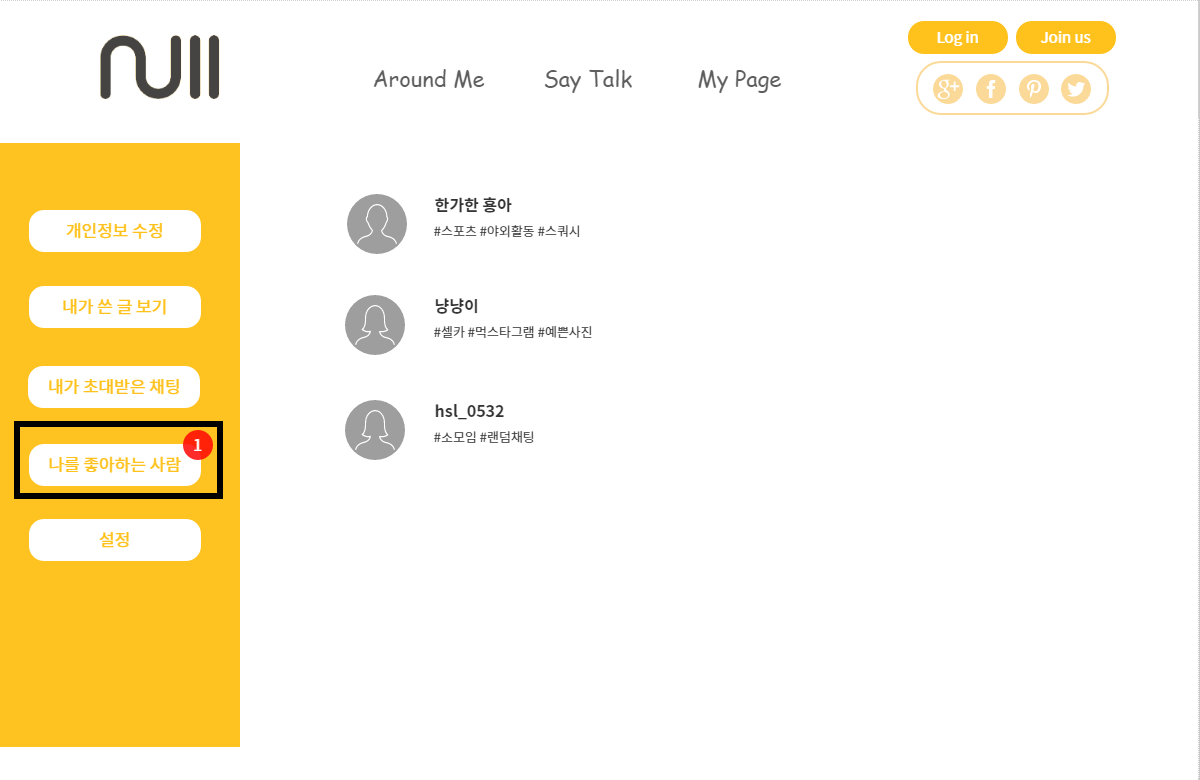 null
Around Me
Say Talk
My Page
Log in
Join us
g+
개인정보 수정
내가 쓴 글 보기
내가 초대받은 채팅
나를 좋아하는 사람
1
설정
한가한 흥아
#스포츠 #야외활동 #스쿼시
냥냥이
#셀카 #먹스타그램 #예쁜사진
hsl_0532
#소모임 #랜덤채팅